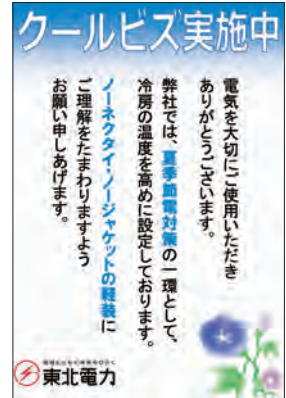 クールビズ実施中
電気を大切にご使用いただき
ありがとうございます。
弊社では、夏季節電対策の一環として、
冷房の温度を高めに設定しております。
ノーネクタイ・ノージャケットの軽装に
ご理解をたまわりますよう
お願い申しあげます。
東北電力